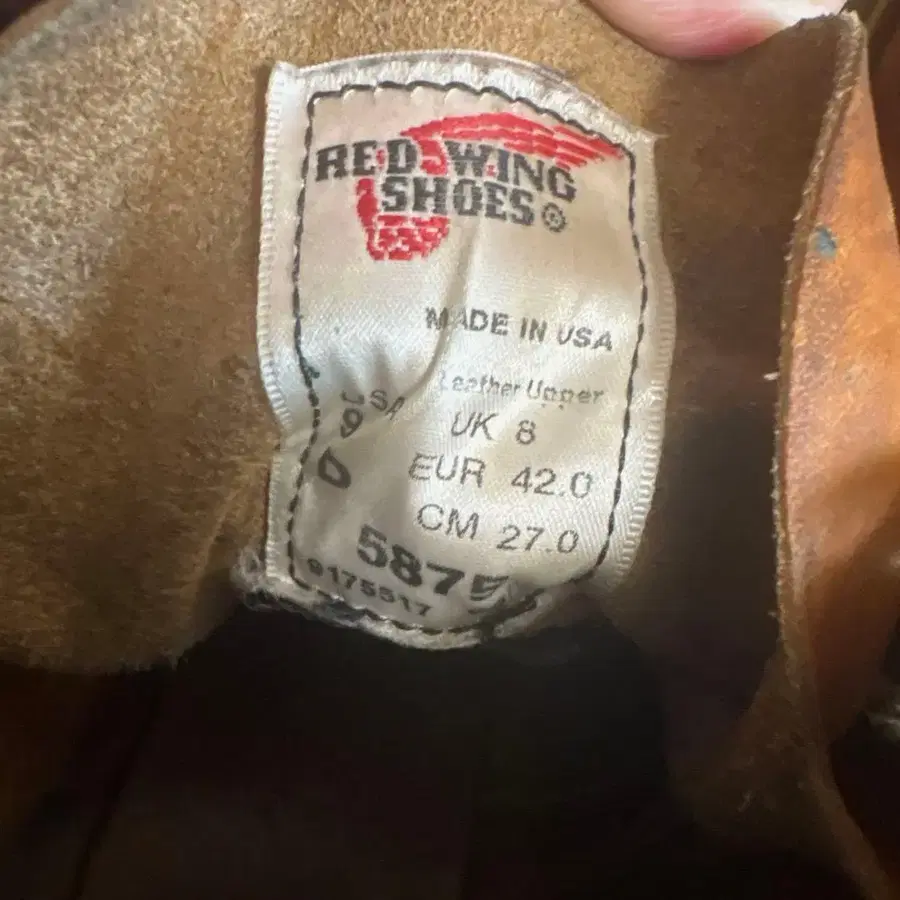 RED WING
SHOES ®
MADE IN USA
Leather Upper
USA
9
D
UK 8
EUR 42.0
CM 27.0
5875
9175517